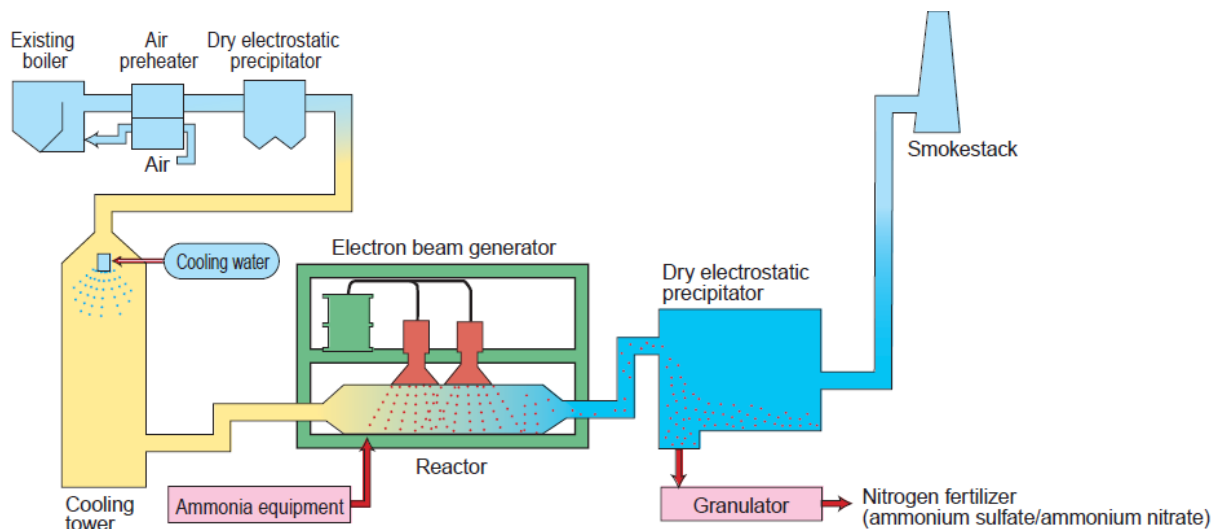 Existing
boiler
Air
preheater
Dry electrostatic
precipitator
Air
Smokestack
Cooling water
Electron beam generator
Dry electrostatic
precipitator
Reactor
Cooling
tower
Ammonia equipment
Granulator
Nitrogen fertilizer
(ammonium sulfate/ammonium nitrate)